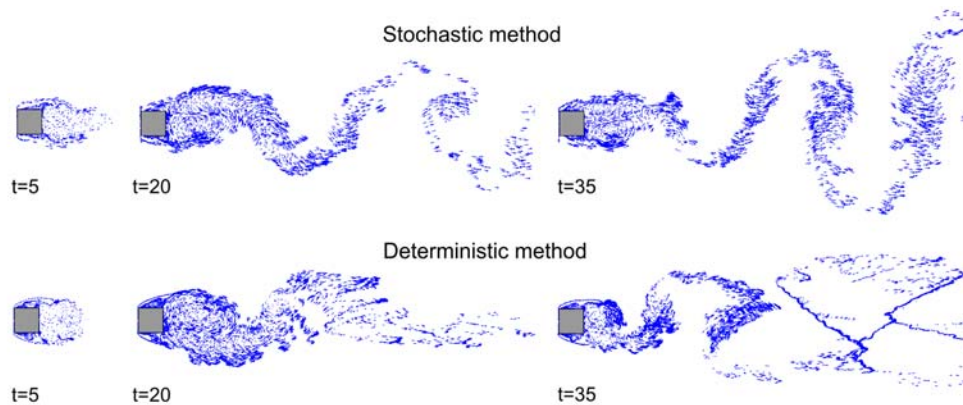 Stochastic method
t=5
t=20
t=35
Deterministic method
t=5
t=20
t=35